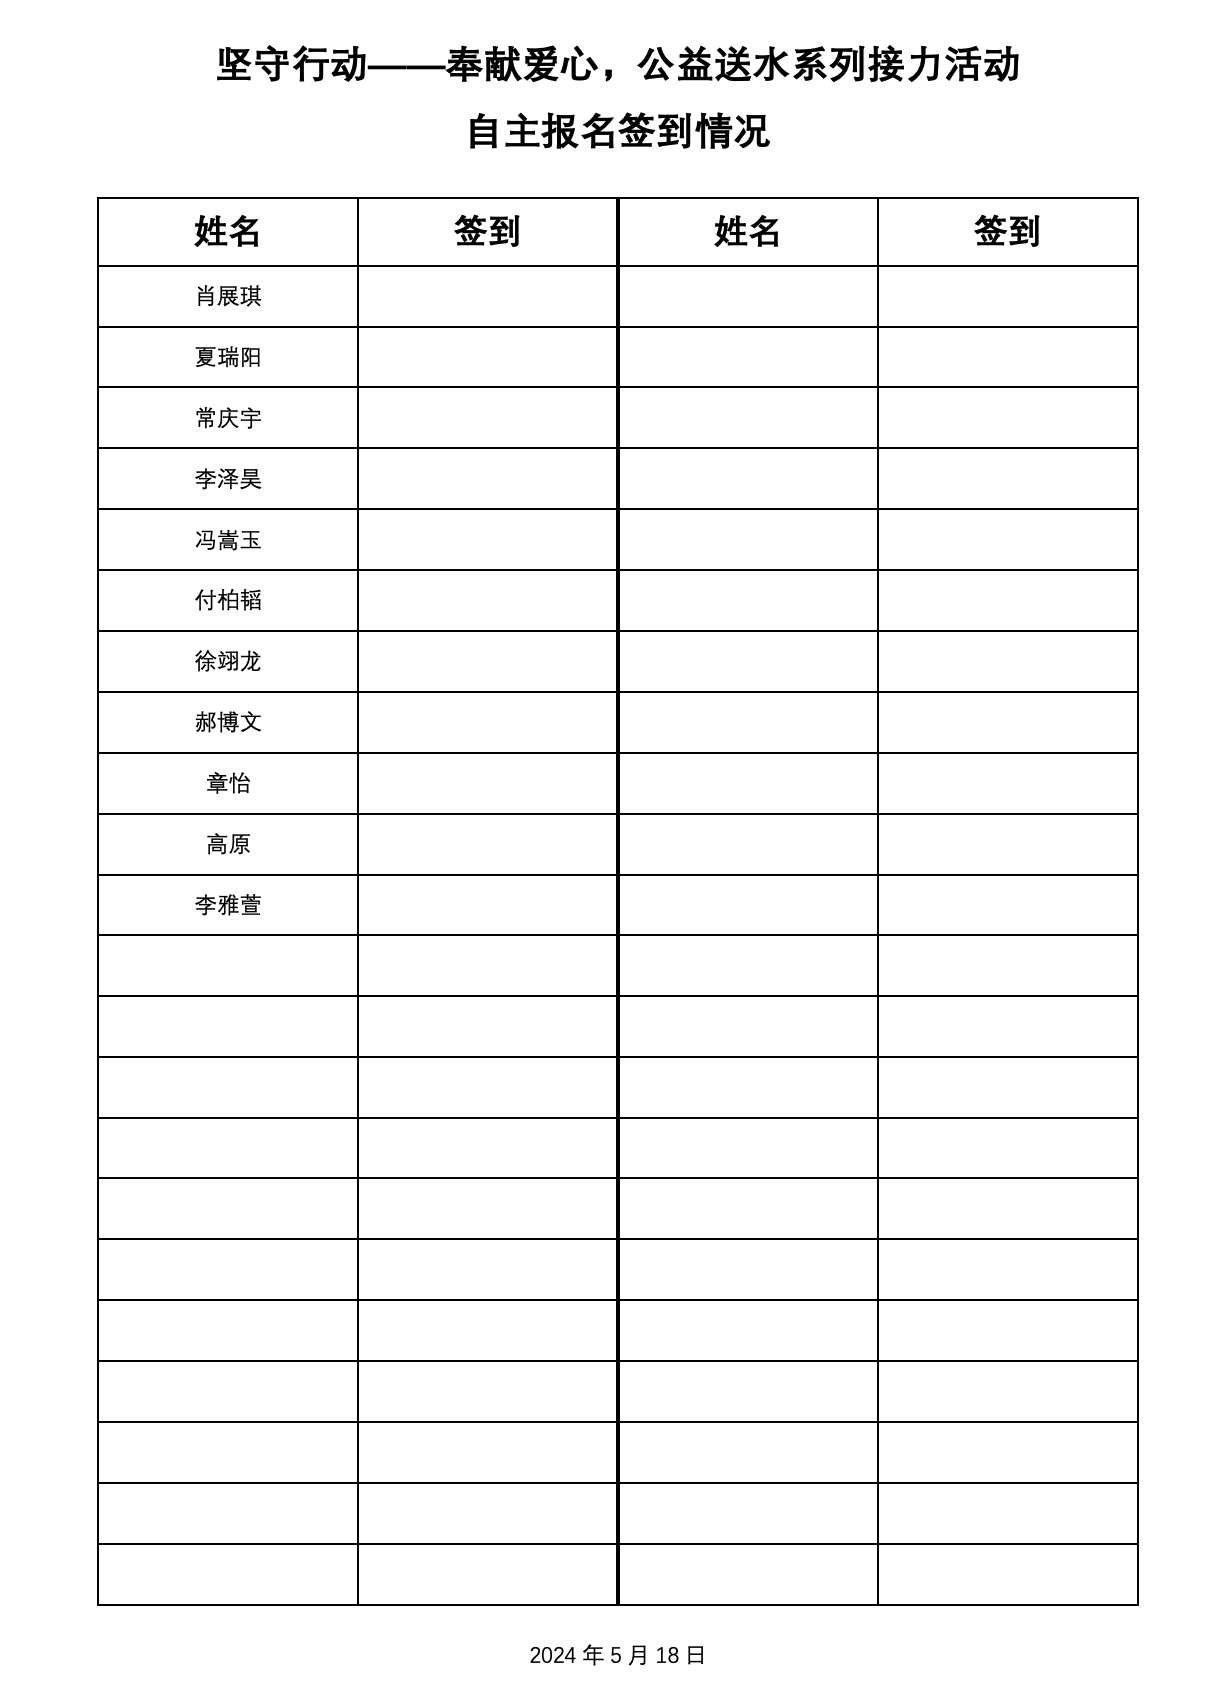 坚守行动——奉献爱心，公益送水系列接力活动
自主报名签到情况
姓名 签到 姓名 签到
肖展琪
夏瑞阳
常庆宇
李泽昊
冯嵩玉
付柏韬
徐翊龙
郝博文
章怡
高原
李雅萱
2024 年 5 月 18 日